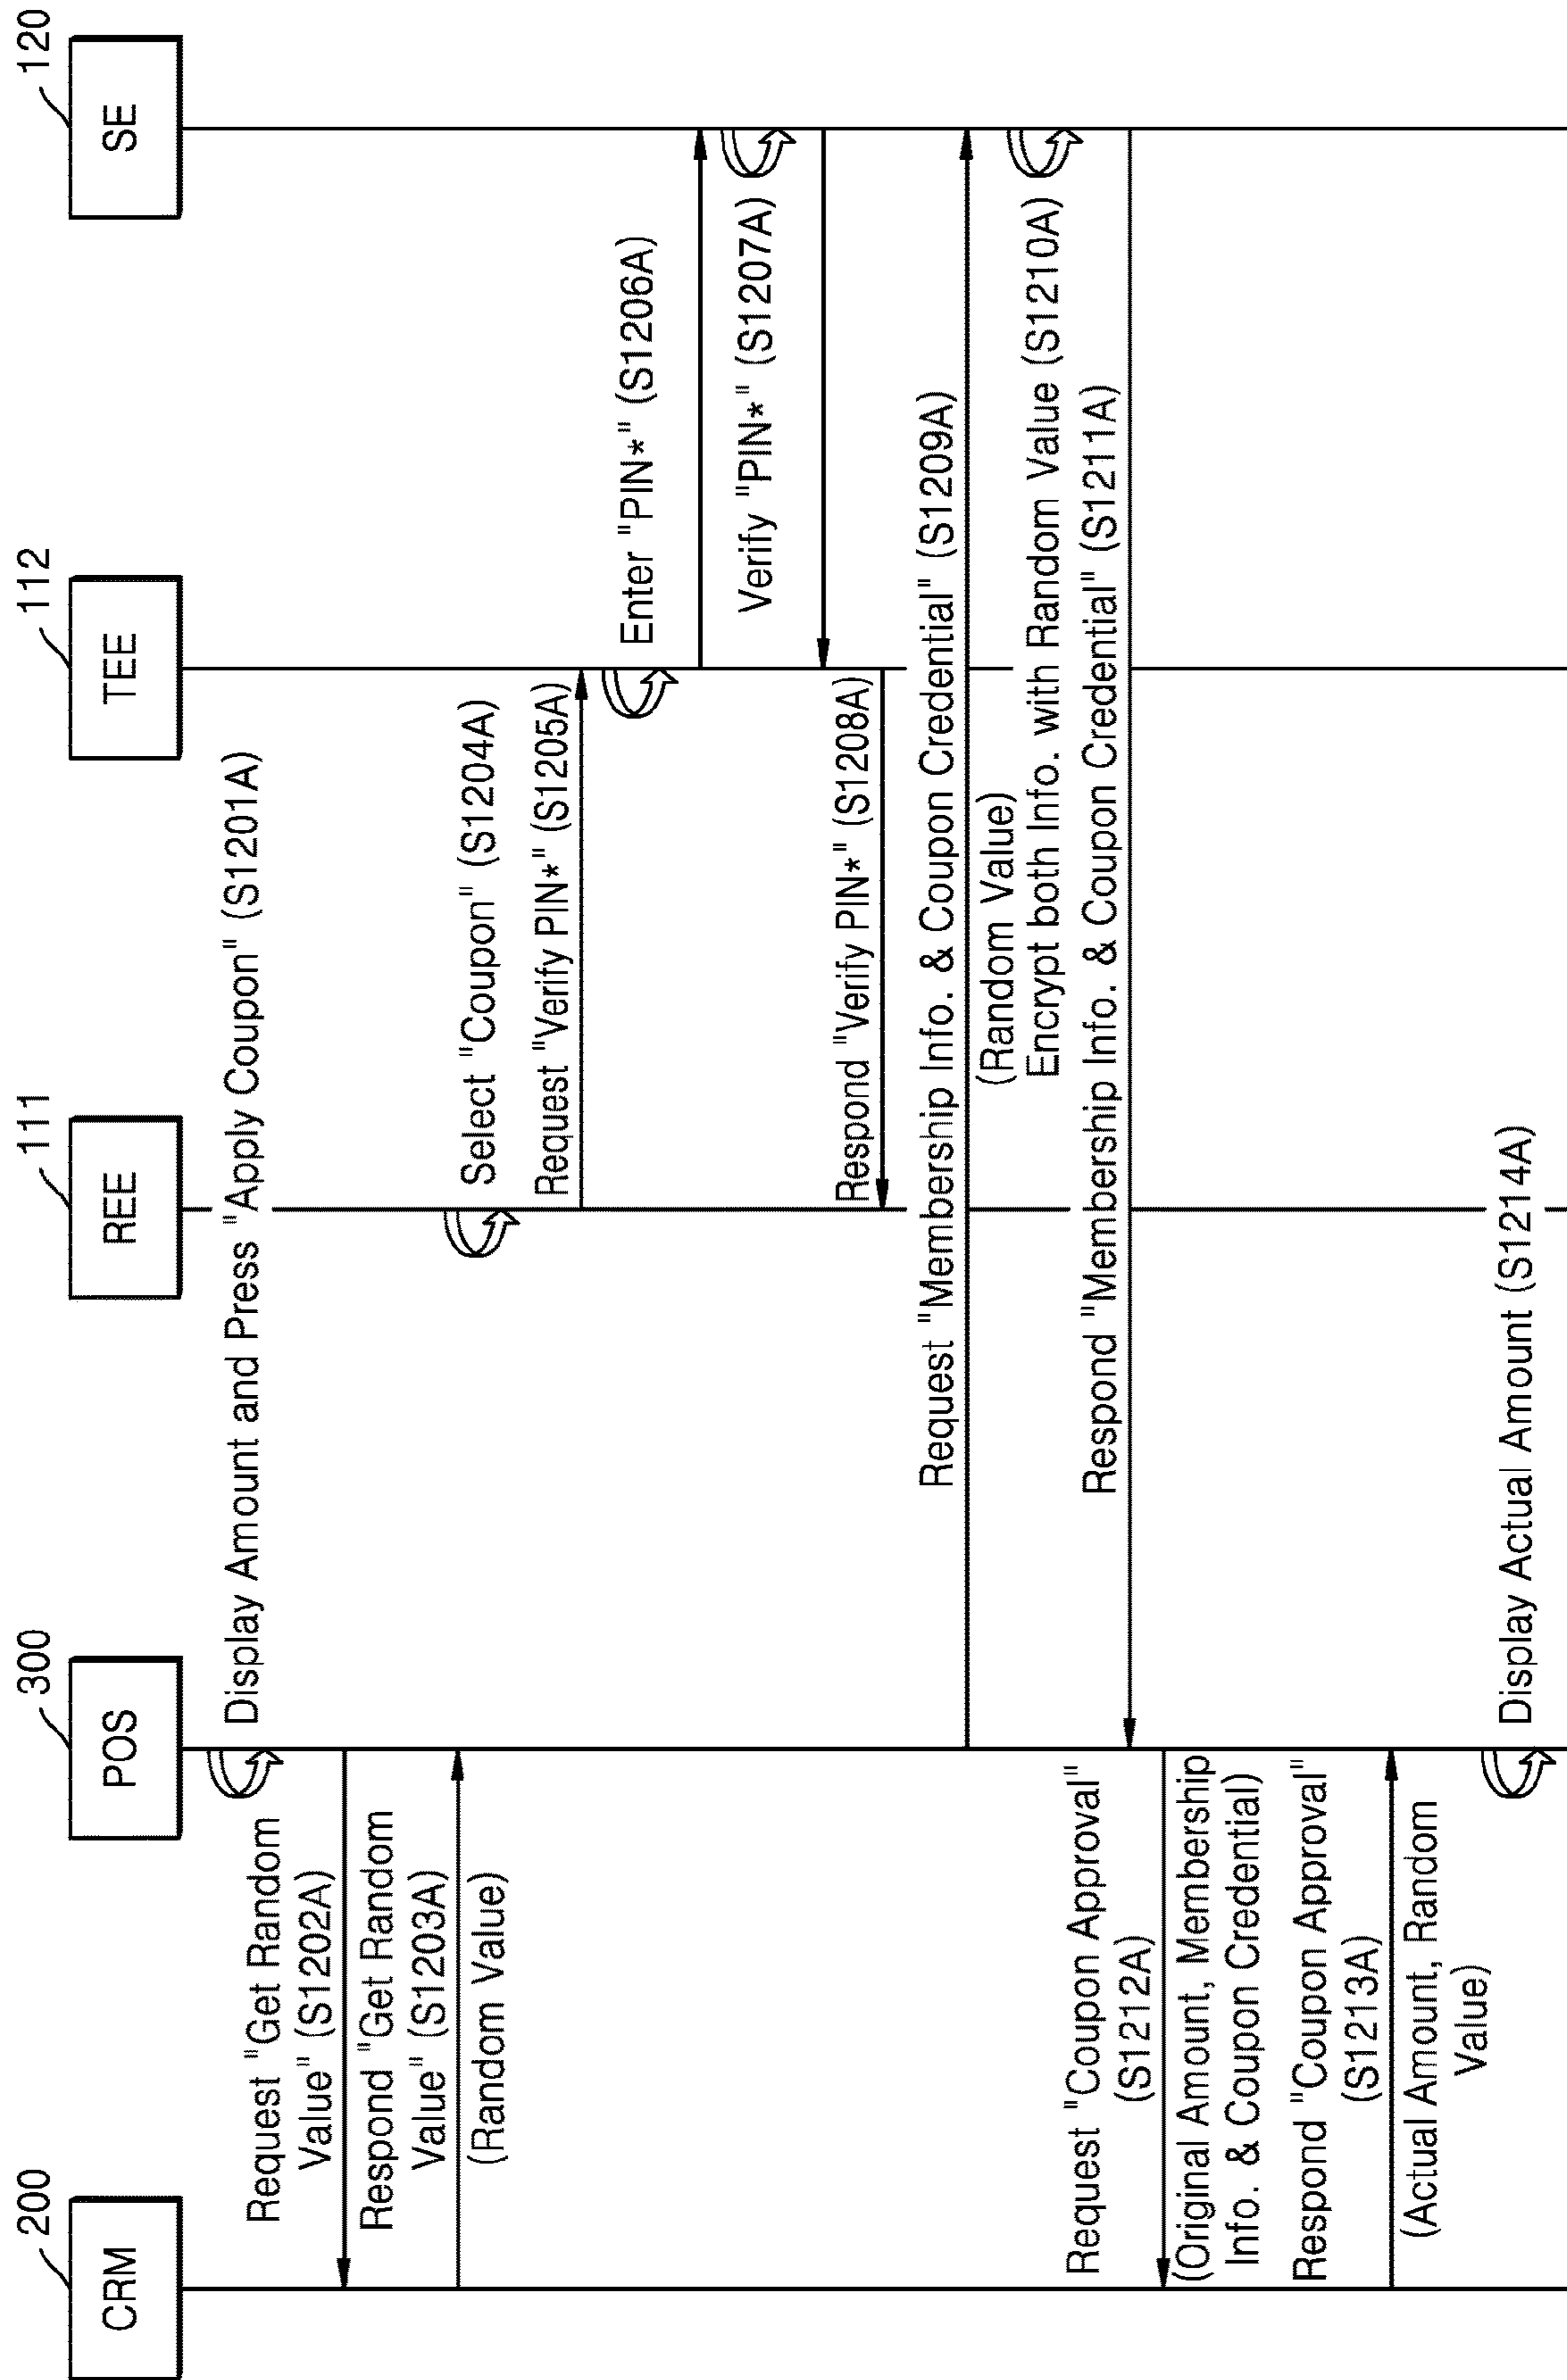 CRM
200
POS
300
REE
111
TEE
112
SE
120
Display Amount and Press "Apply Coupon" (S1201A)
Request "Get Random
Value" (S1202A)
Respond "Get Random
Value" (S1203A)
(Random Value)
Select "Coupon" (S1204A)
Request "Verify PIN*" (S1205A)
Enter "PIN*" (S1206A)
Verify "PIN*" (S1207A)
Respond "Verify PIN*" (S1208A)
Request "Membership Info. & Coupon Credential" (S1209A)
(Random Value)
Encrypt both Info. with Random Value (S1210A)
Respond "Membership Info. & Coupon Credential" (S1211A)
Request "Coupon Approval"
(S1212A)
(Original Amount, Membership
Info. & Coupon Credential)
Respond "Coupon Approval"
(S1213A)
(Actual Amount, Random
Value)
Display Actual Amount (S1214A)